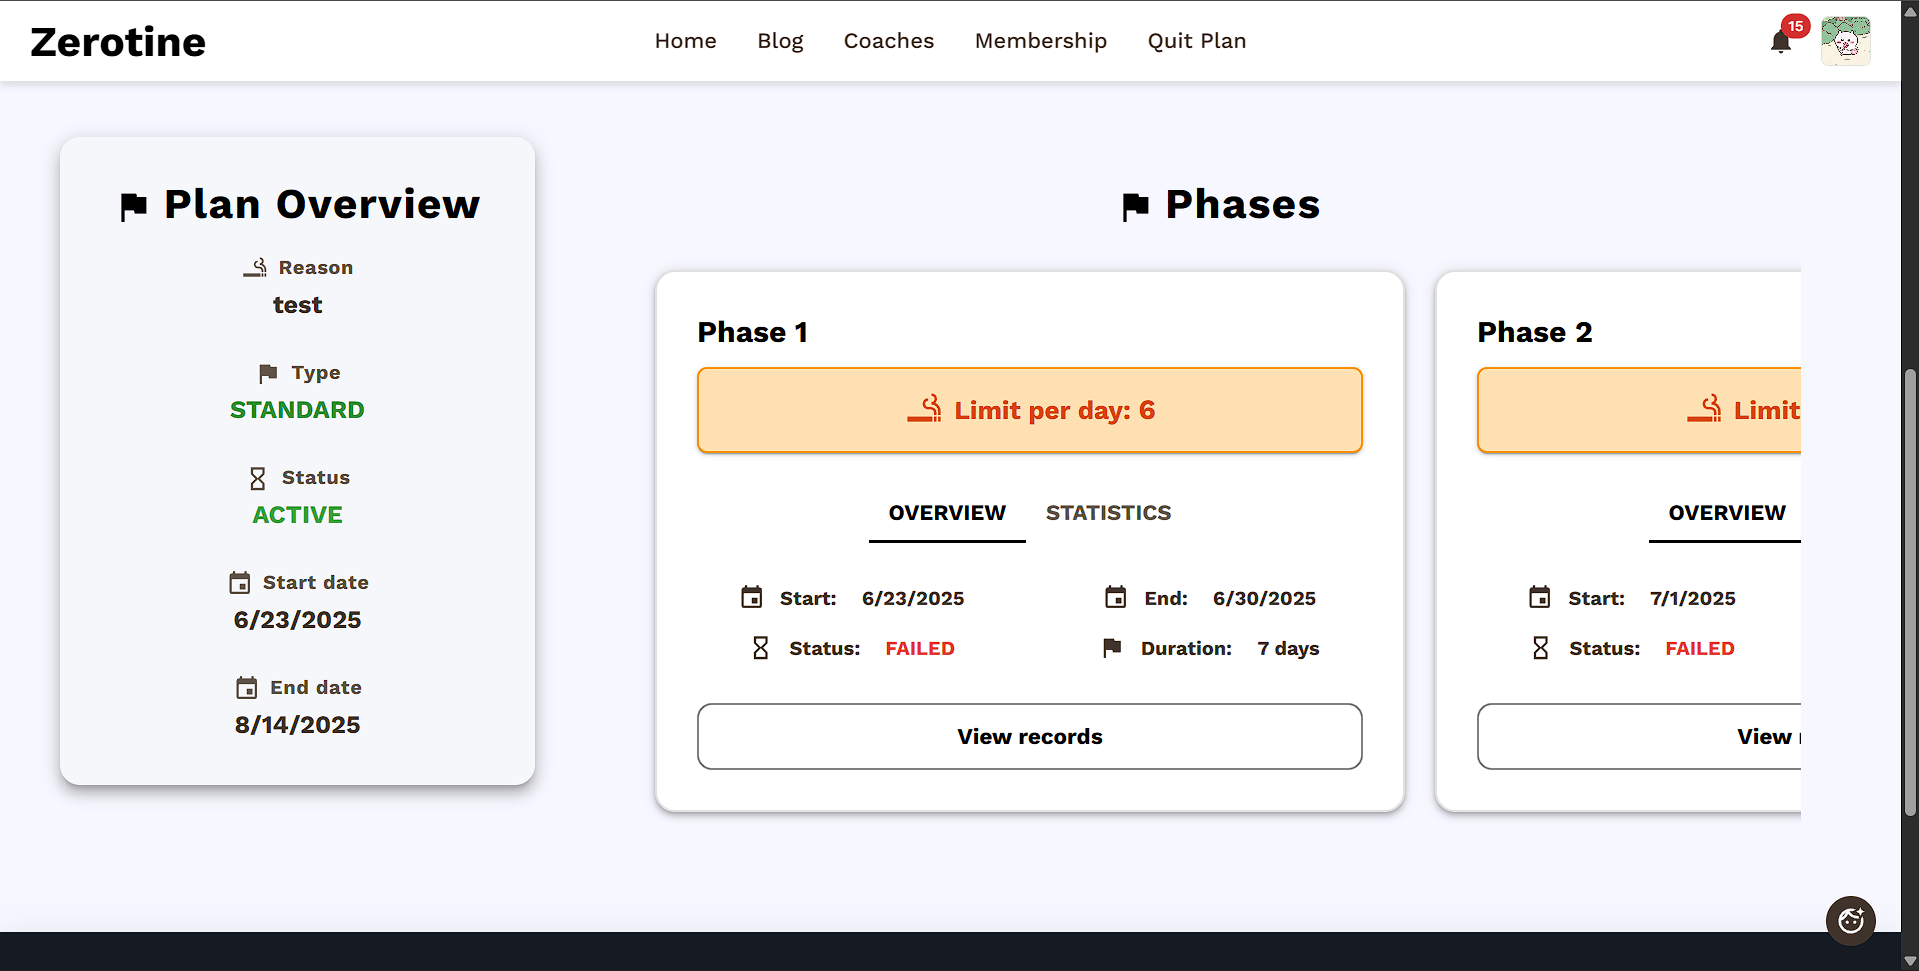 Zerotine
Home Blog Coaches Membership Quit Plan
15
Plan Overview
Reason
test
Type
STANDARD
Status
ACTIVE
Start date
6/23/2025
End date
8/14/2025
Phases
Phase 1
Limit per day: 6
OVERVIEW STATISTICS
Start: 6/23/2025 End: 6/30/2025
Status: FAILED Duration: 7 days
View records
Phase 2
Limit
OVERVIEW
Start: 7/1/2025
Status: FAILED
View